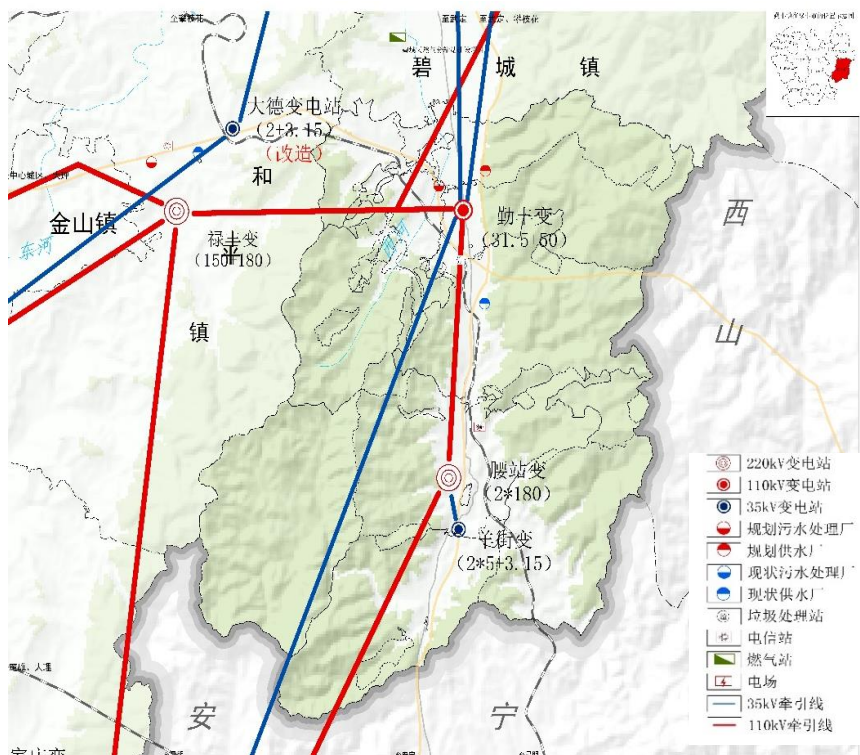 至武定
碧城镇
大德变电站
(2+3.15)
(改造)
和
金山镇
东河
禄丰变
(150+180)
平
镇
勤丰变
(31.5 50)
西
山
腰站变
(2*180)
羊街变
(2*5+3.15)
安
宁
220kV变电站
110kV变电站
35kV变电站
规划污水处理厂
规划供水厂
现状污水处理厂
现状供水厂
垃圾处理站
电信站
燃气站
电场
35kV牵引线
110kV牵引线